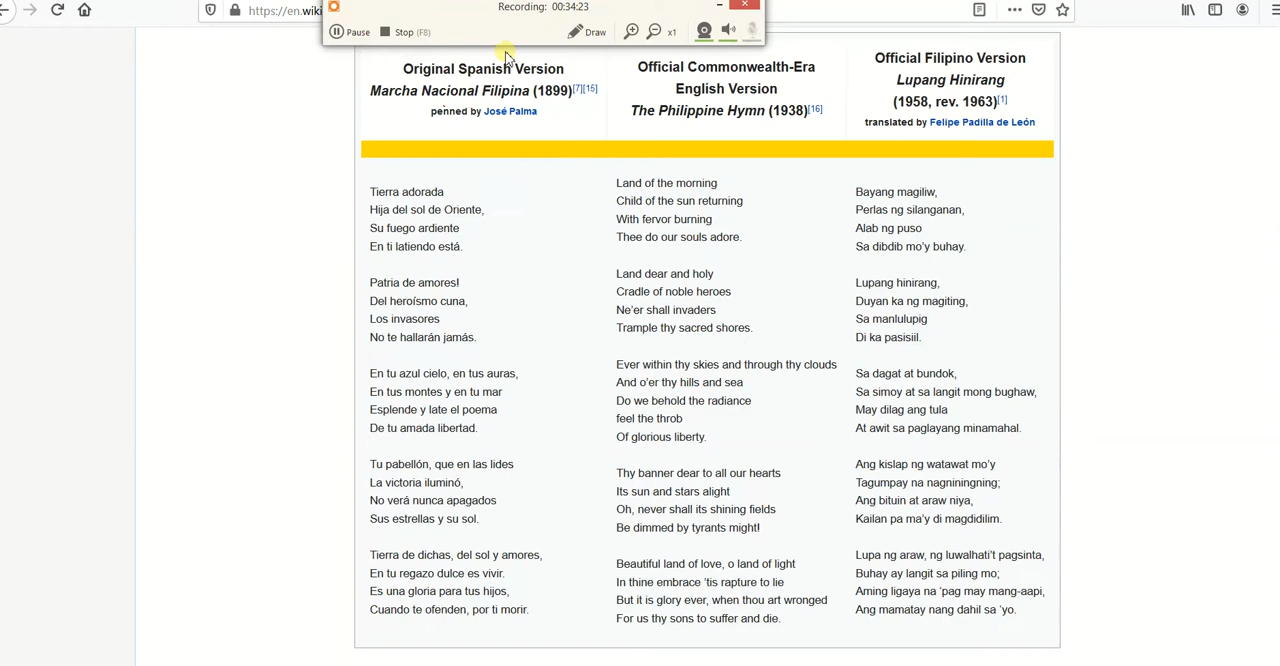 https://en.wiki
Recording: 00:34:23
Pause
Stop (F8)
Draw
x1
Original Spanish Version
Marcha Nacional Filipina (1899)[7][15]
penned by José Palma
Tierra adorada
Hija del sol de Oriente,
Su fuego ardiente
En ti latiendo está.
Patria de amores!
Del heroísmo cuna,
Los invasores
No te hallarán jamás.
En tu azul cielo, en tus auras,
En tus montes y en tu mar
Esplende y late el poema
De tu amada libertad.
Tu pabellón, que en las lides
La victoria iluminó,
No verá nunca apagados
Sus estrellas y su sol.
Tierra de dichas, del sol y amores,
En tu regazo dulce es vivir.
Es una gloria para tus hijos,
Cuando te ofenden, por ti morir.
Official Commonwealth-Era
English Version
The Philippine Hymn (1938)[16]
Land of the morning
Child of the sun returning
With fervor burning
Thee do our souls adore.
Land dear and holy
Cradle of noble heroes
Ne’er shall invaders
Trample thy sacred shores.
Ever within thy skies and through thy clouds
And o’er thy hills and sea
Do we behold the radiance
feel the throb
Of glorious liberty.
Thy banner dear to all our hearts
Its sun and stars alight
Oh, never shall its shining fields
Be dimmed by tyrants might!
Beautiful land of love, o land of light
In thine embrace ’tis rapture to lie
But it is glory ever, when thou art wronged
For us thy sons to suffer and die.
Official Filipino Version
Lupang Hinirang
(1958, rev. 1963)[1]
translated by Felipe Padilla de León
Bayang magiliw,
Perlas ng silanganan,
Alab ng puso
Sa dibdib mo’y buhay.
Lupang hinirang,
Duyan ka ng magiting,
Sa manlulupig
Di ka pasisiil.
Sa dagat at bundok,
Sa simoy at sa langit mong bughaw,
May dilag ang tula
At awit sa paglayang minamahal.
Ang kislap ng watawat mo’y
Tagumpay na nagniningning;
Ang bituin at araw niya,
Kailan pa ma’y di magdidilim.
Lupa ng araw, ng luwalhati’t pagsinta,
Buhay ay langit sa piling mo;
Aming ligaya na ’pag may mang-aapi,
Ang mamatay nang dahil sa ’yo.